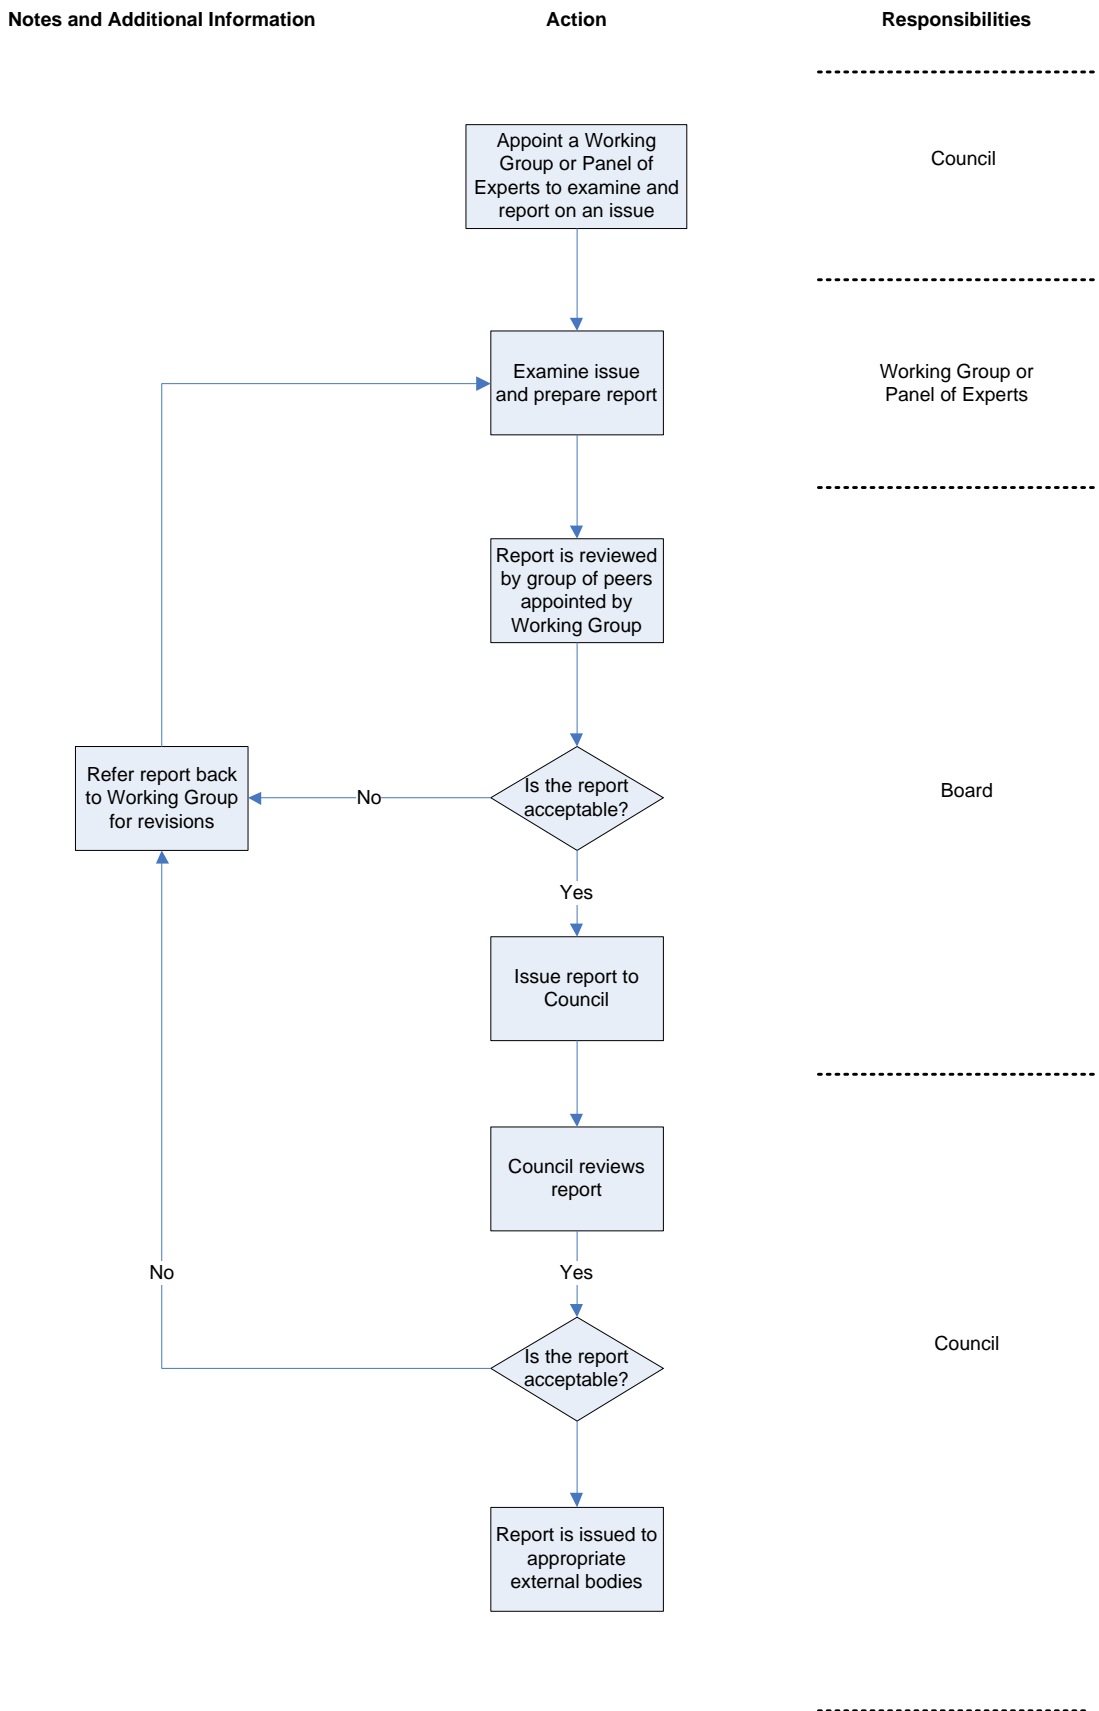 Notes and Additional Information
Action
Responsibilities
Appoint a Working
Group or Panel of
Experts to examine and
report on an issue
Council
Examine issue
and prepare report
Working Group or
Panel of Experts
Report is reviewed
by group of peers
appointed by
Working Group
Refer report back
to Working Group
for revisions
No
Is the report
acceptable?
Board
Yes
Issue report to
Council
Council reviews
report
No
Yes
Is the report
acceptable?
Council
Report is issued to
appropriate
external bodies